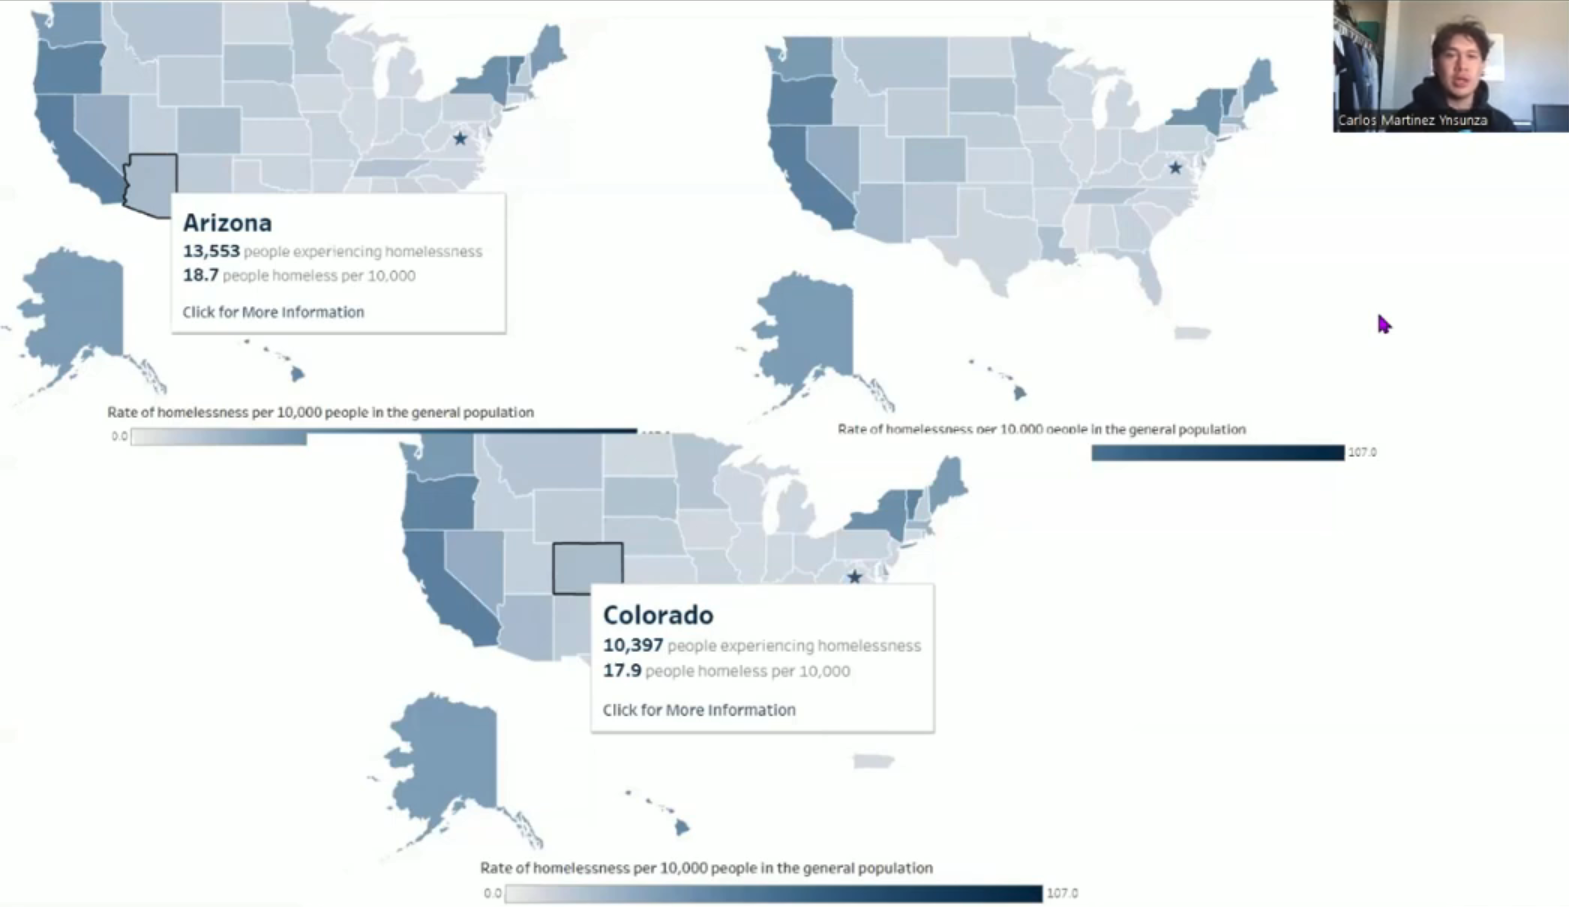 Carlos Martinez Ynsunza
Arizona
13,553 people experiencing homelessness
18.7 people homeless per 10,000
Click for More Information
Rate of homelessness per 10,000 people in the general population
0.0
Rate of homelessness per 10,000 people in the general population
107.0
Colorado
10,397 people experiencing homelessness
17.9 people homeless per 10,000
Click for More Information
Rate of homelessness per 10,000 people in the general population
0.0 107.0